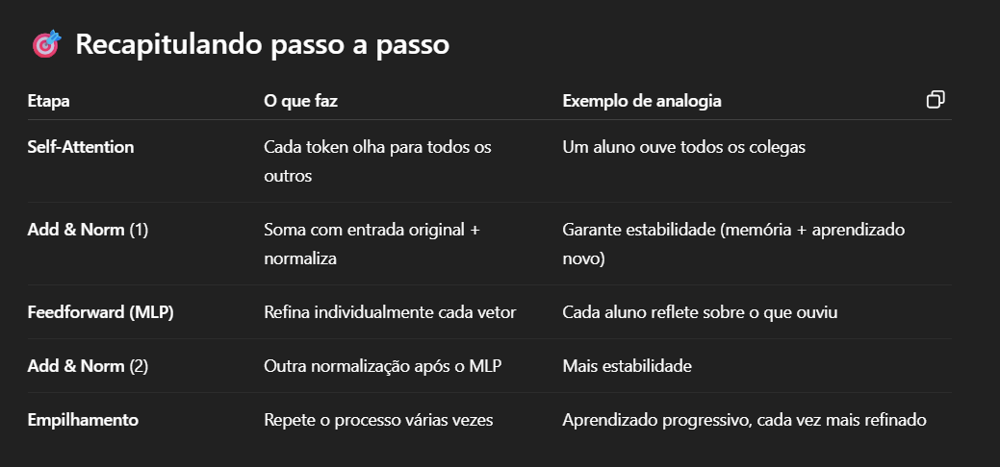 🎯 Recapitulando passo a passo
Etapa O que faz Exemplo de analogia
Self-Attention Cada token olha para todos os Um aluno ouve todos os colegas
outros
Add & Norm (1) Soma com entrada original + Garante estabilidade (memória + aprendizado
normaliza novo)
Feedforward (MLP) Refina individualmente cada vetor Cada aluno reflete sobre o que ouviu
Add & Norm (2) Outra normalização após o MLP Mais estabilidade
Empilhamento Repete o processo várias vezes Aprendizado progressivo, cada vez mais refinado